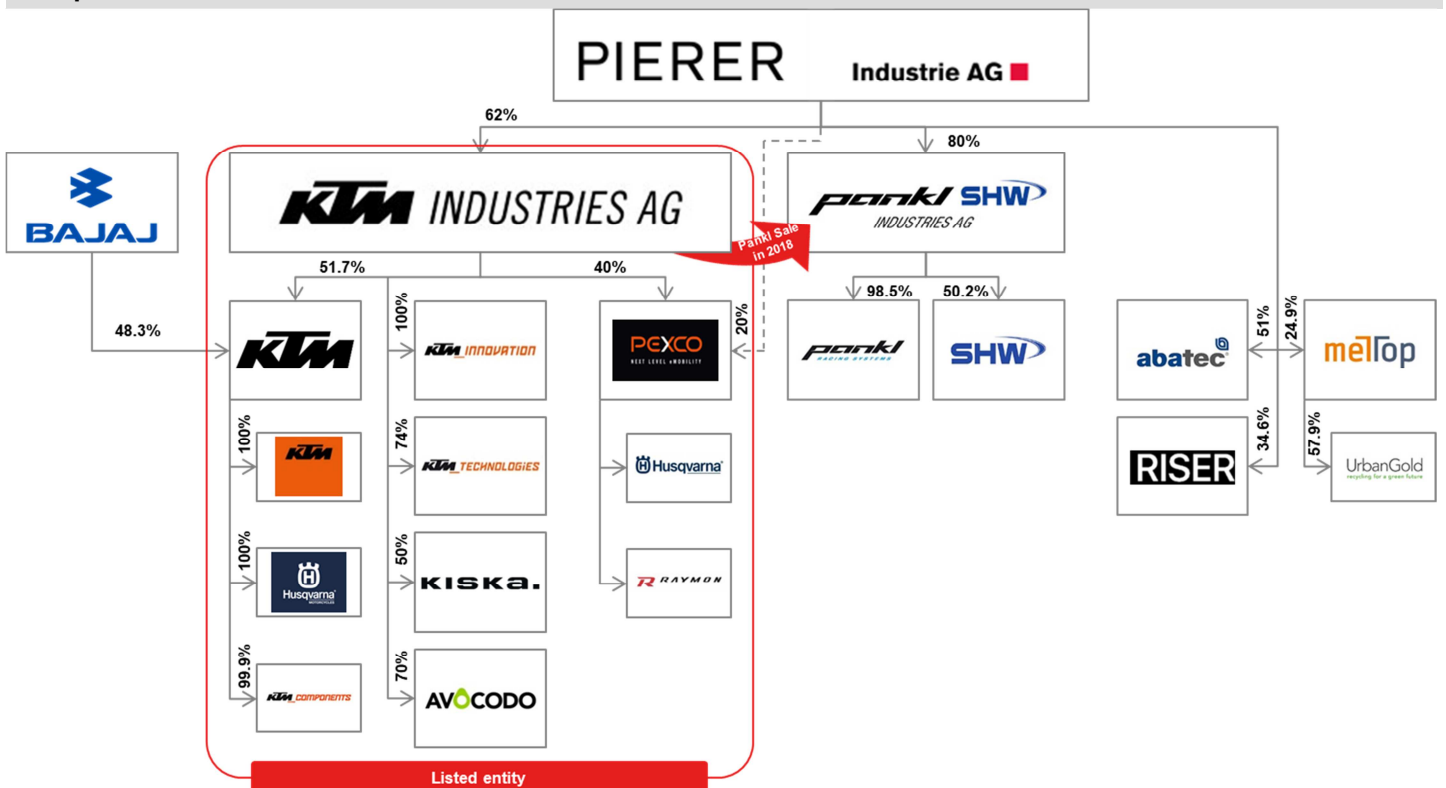 PIERER
Industrie AG
62%
80%
BAJAJ
KTM INDUSTRIES AG
pankl SHW
INDUSTRIES AG
Pankl Sale
in 2018
51.7%
40%
98.5%
50.2%
48.3%
KTM
100%
KTM_INNOVATION
PEXCO
NEXT LEVEL eMOBILITY
20%
pankl
RACING SYSTEMS
SHW
abatec
51%
24.9%
melTop
100%
KTM
74%
KTM_TECHNOLOGIES
Husqvarna
RISER
34.6%
57.9%
UrbanGold
recycling for a green future
100%
Husqvarna
MOTORCYCLES
50%
KISKA.
RAYMON
99.9%
KTM_COMPONENTS
70%
AVOCODO
Listed entity